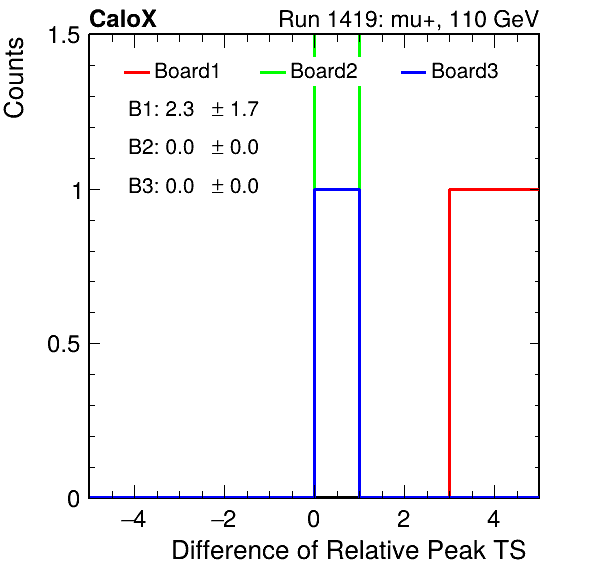 CaloX Run 1419: mu+, 110 GeV
Counts
Board1 Board2 Board3
B1: 2.3 ± 1.7
B2: 0.0 ± 0.0
B3: 0.0 ± 0.0
1.5
1
0.5
0
−4 −2 0 2 4
Difference of Relative Peak TS